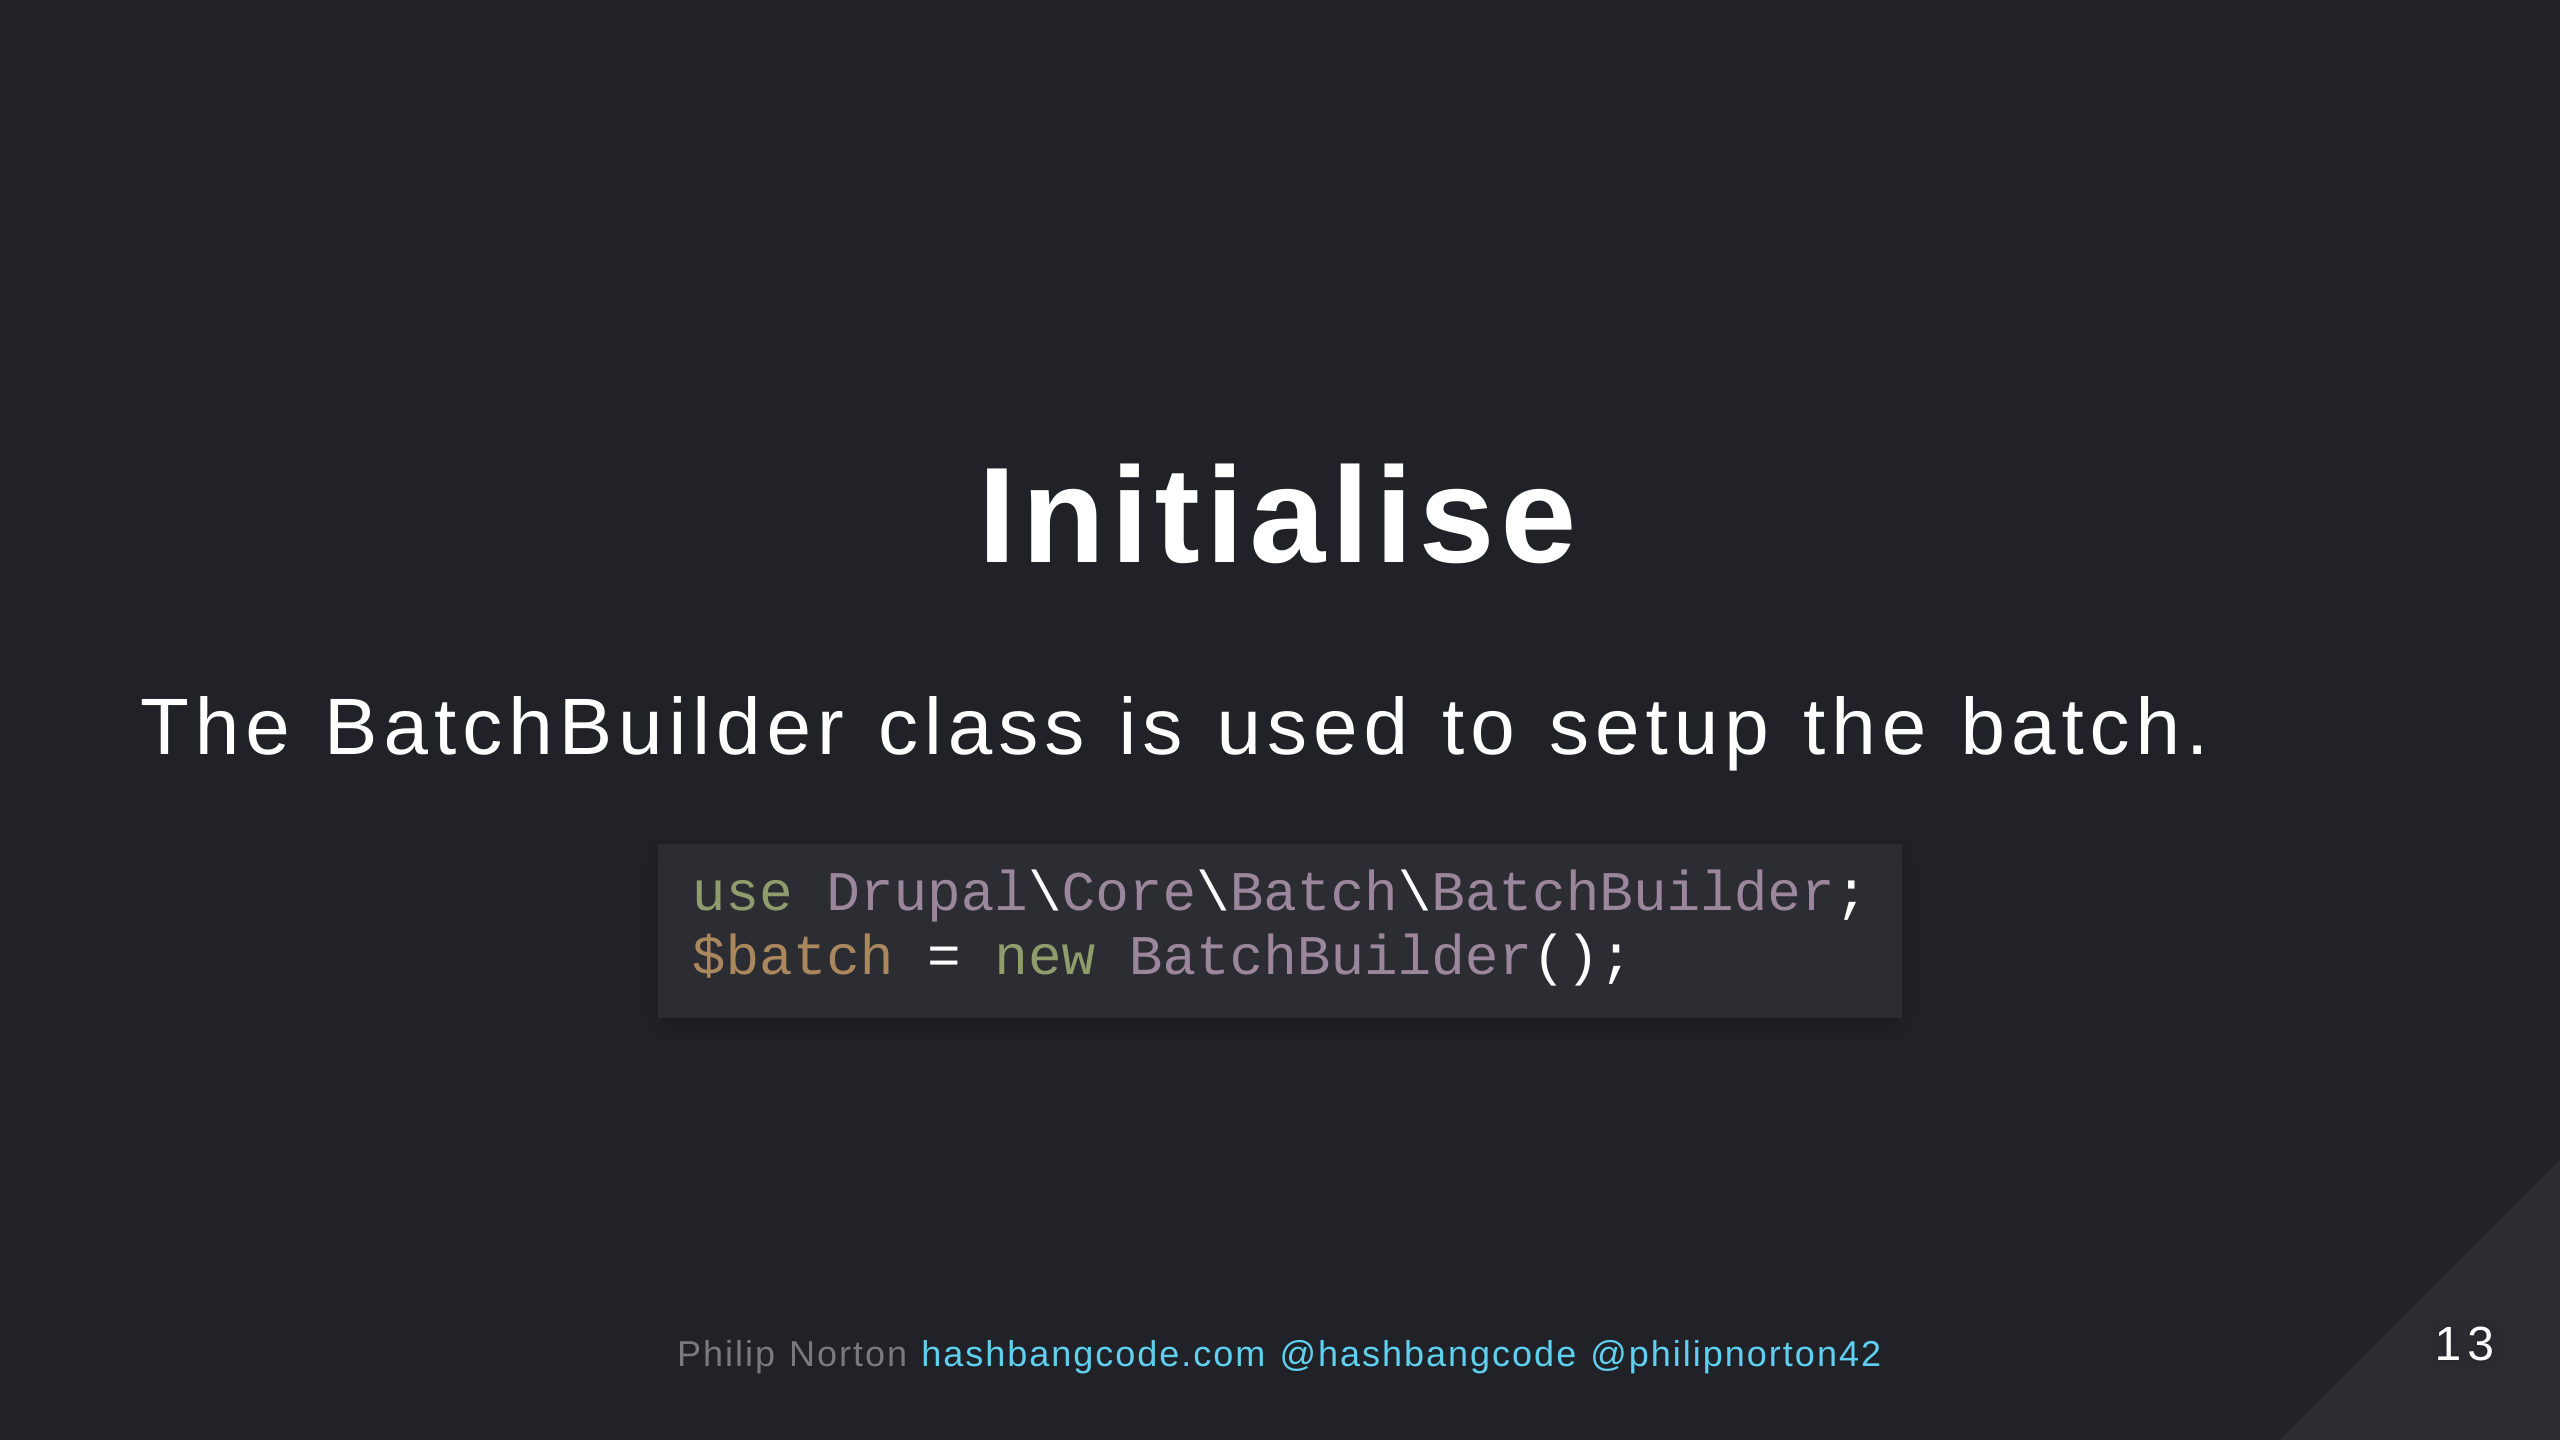 Initialise
The BatchBuilder class is used to setup the batch.
use Drupal\Core\Batch\BatchBuilder;
$batch = new BatchBuilder();
Philip Norton hashbangcode.com @hashbangcode @philipnorton42
13